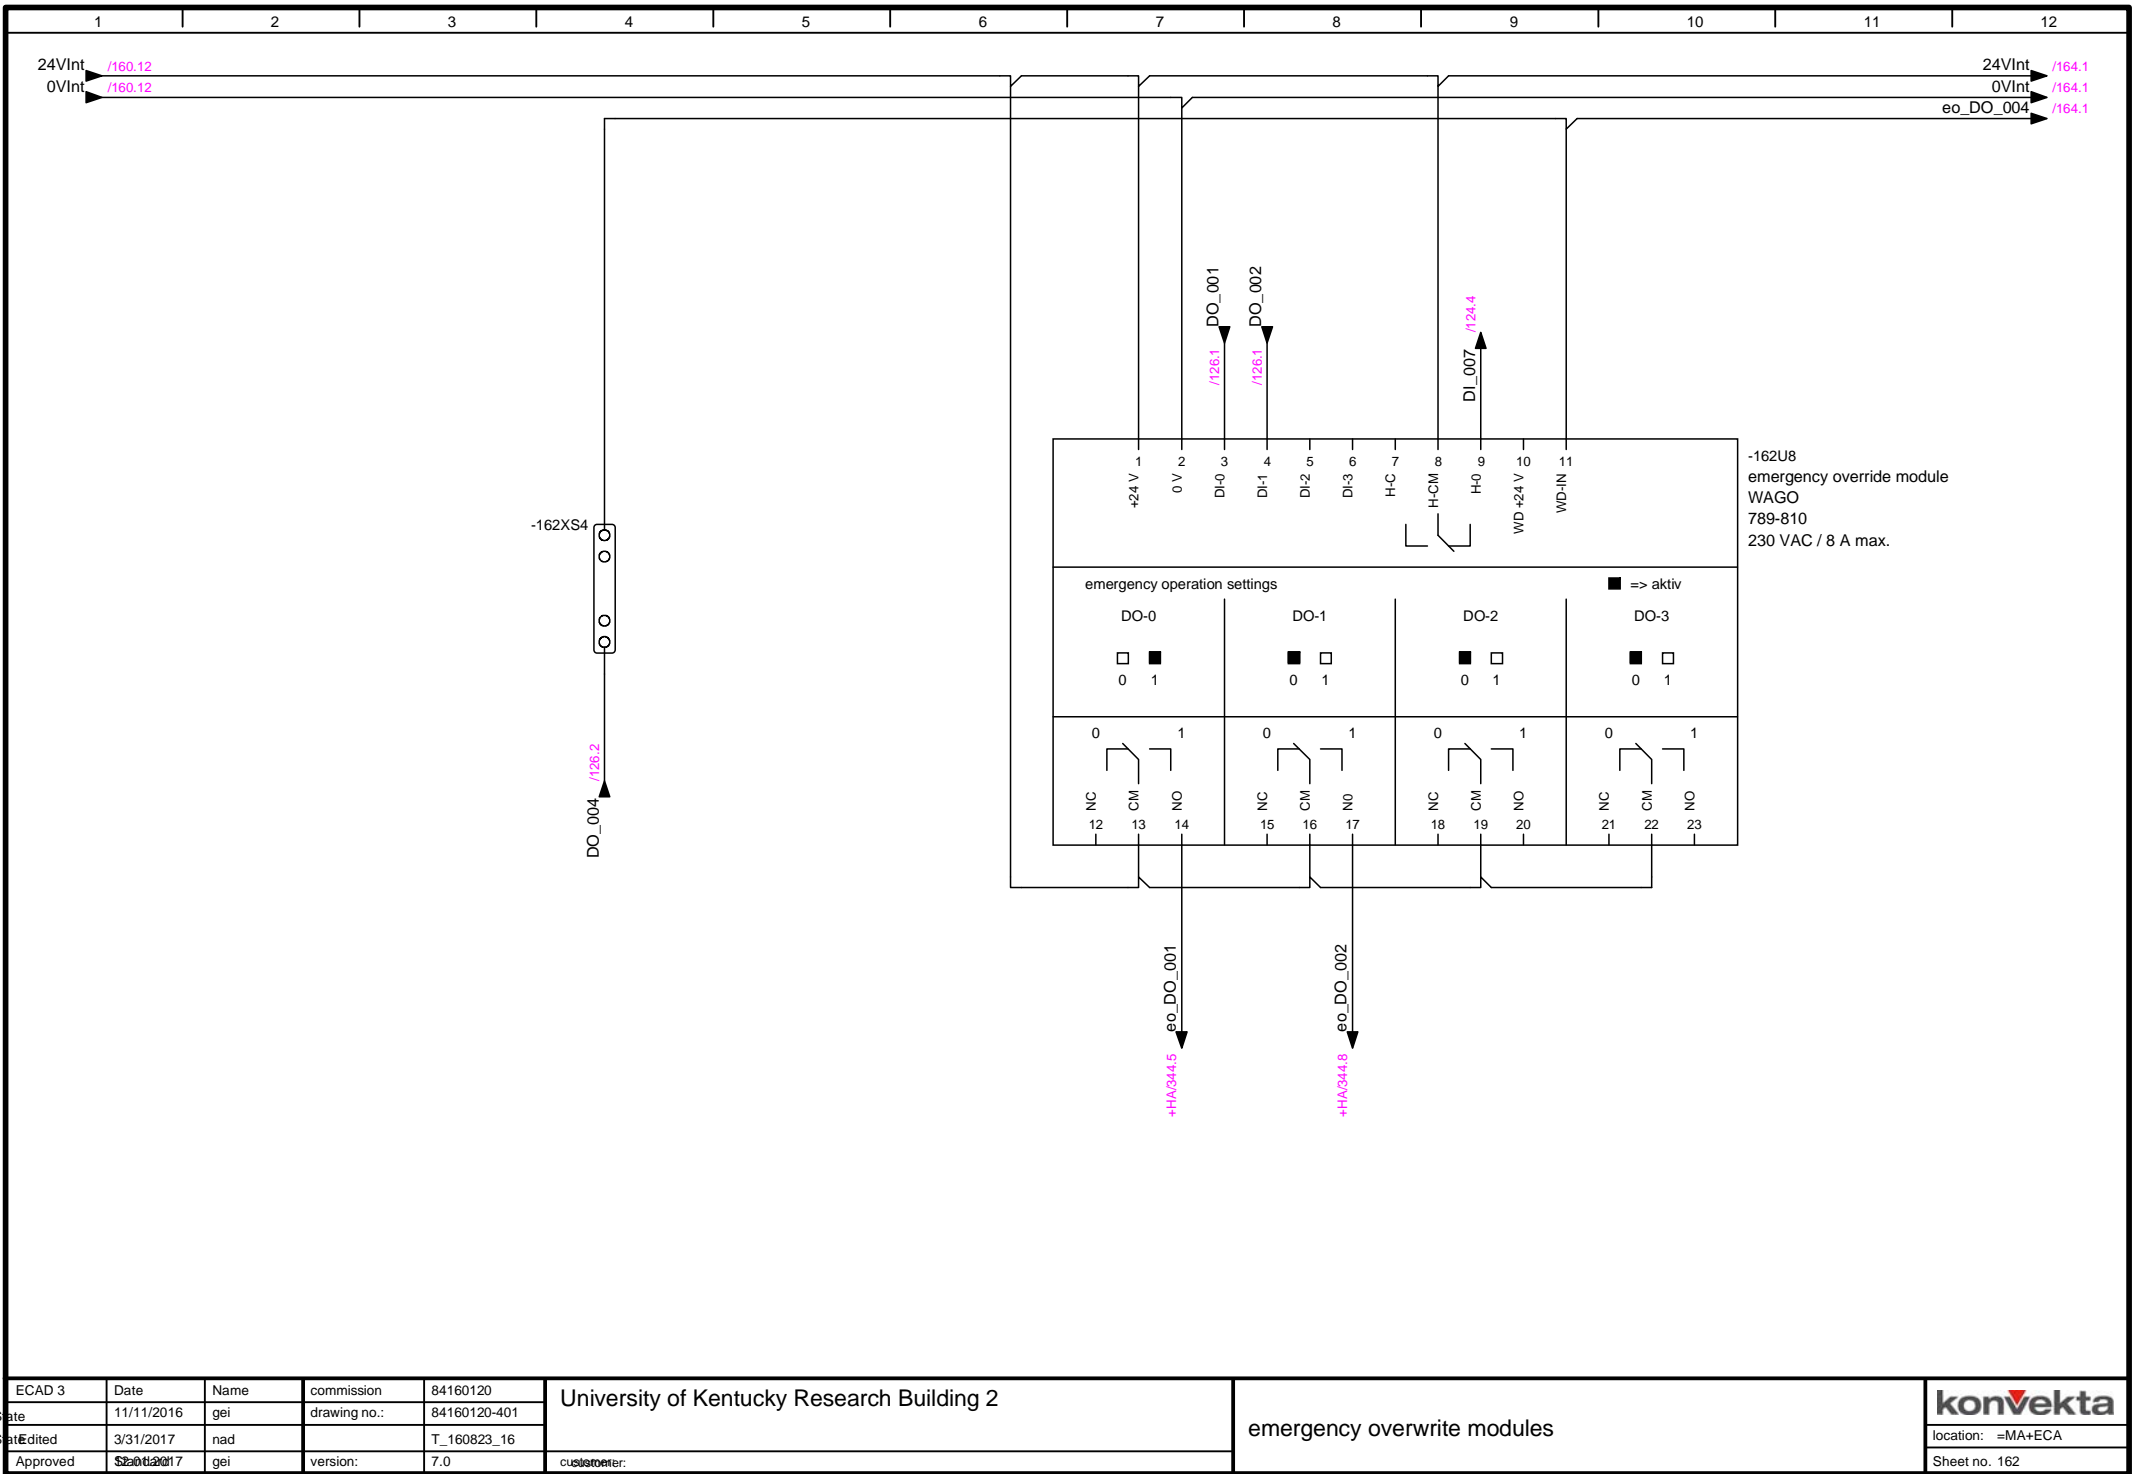 1 2 3 4 5 6 7 8 9 10 11 12
24VInt /160.12
0VInt /160.12
24VInt /164.1
0VInt /164.1
eo_DO_004 /164.1
DO_001 /126.1
DO_002 /126.1
DI_007 /124.4
1 2 3 4 5 6 7 8 9 10 11
+24 V 0 V DI-0 DI-1 DI-2 DI-3 H-C H-CM H-0 WD +24 V WD-IN
-162U8
emergency override module
WAGO
789-810
230 VAC / 8 A max.
-162XS4
emergency operation settings
=> aktiv
DO-0 DO-1 DO-2 DO-3
0 1 0 1 0 1 0 1
0 1 0 1 0 1 0 1
NC CM NO NC CM N0 NC CM NO NC CM NO
12 13 14 15 16 17 18 19 20 21 22 23
/126.2
DO_004
eo_DO_001
+HA/344.5
eo_DO_002
+HA/344.8
ECAD 3 Date Name commission 84160120
11/11/2016 gei drawing no.: 84160120-401
Edited 3/31/2017 nad T_160823_16
Approved gei version: 7.0
University of Kentucky Research Building 2
customer:
emergency overwrite modules
konvekta
location: =MA+ECA
Sheet no. 162